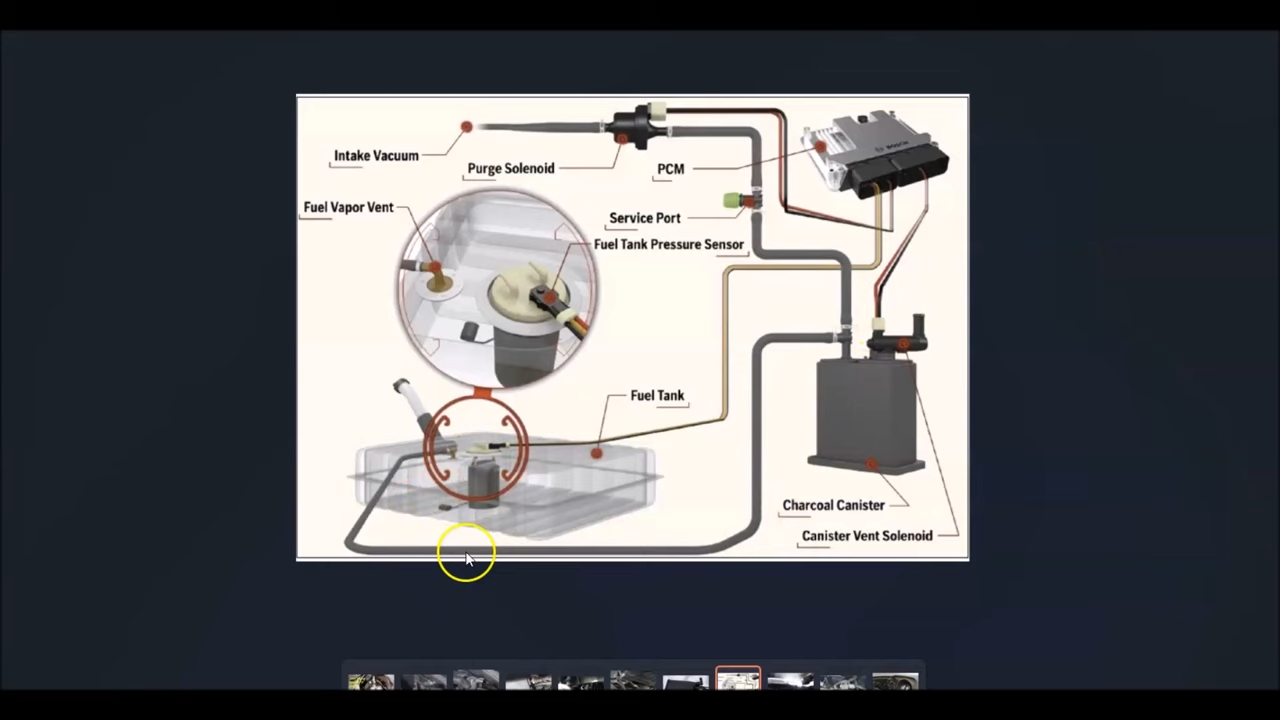 Intake Vacuum
Purge Solenoid
PCM
BOSCH
Fuel Vapor Vent
Service Port
Fuel Tank Pressure Sensor
Fuel Tank
Charcoal Canister
Canister Vent Solenoid